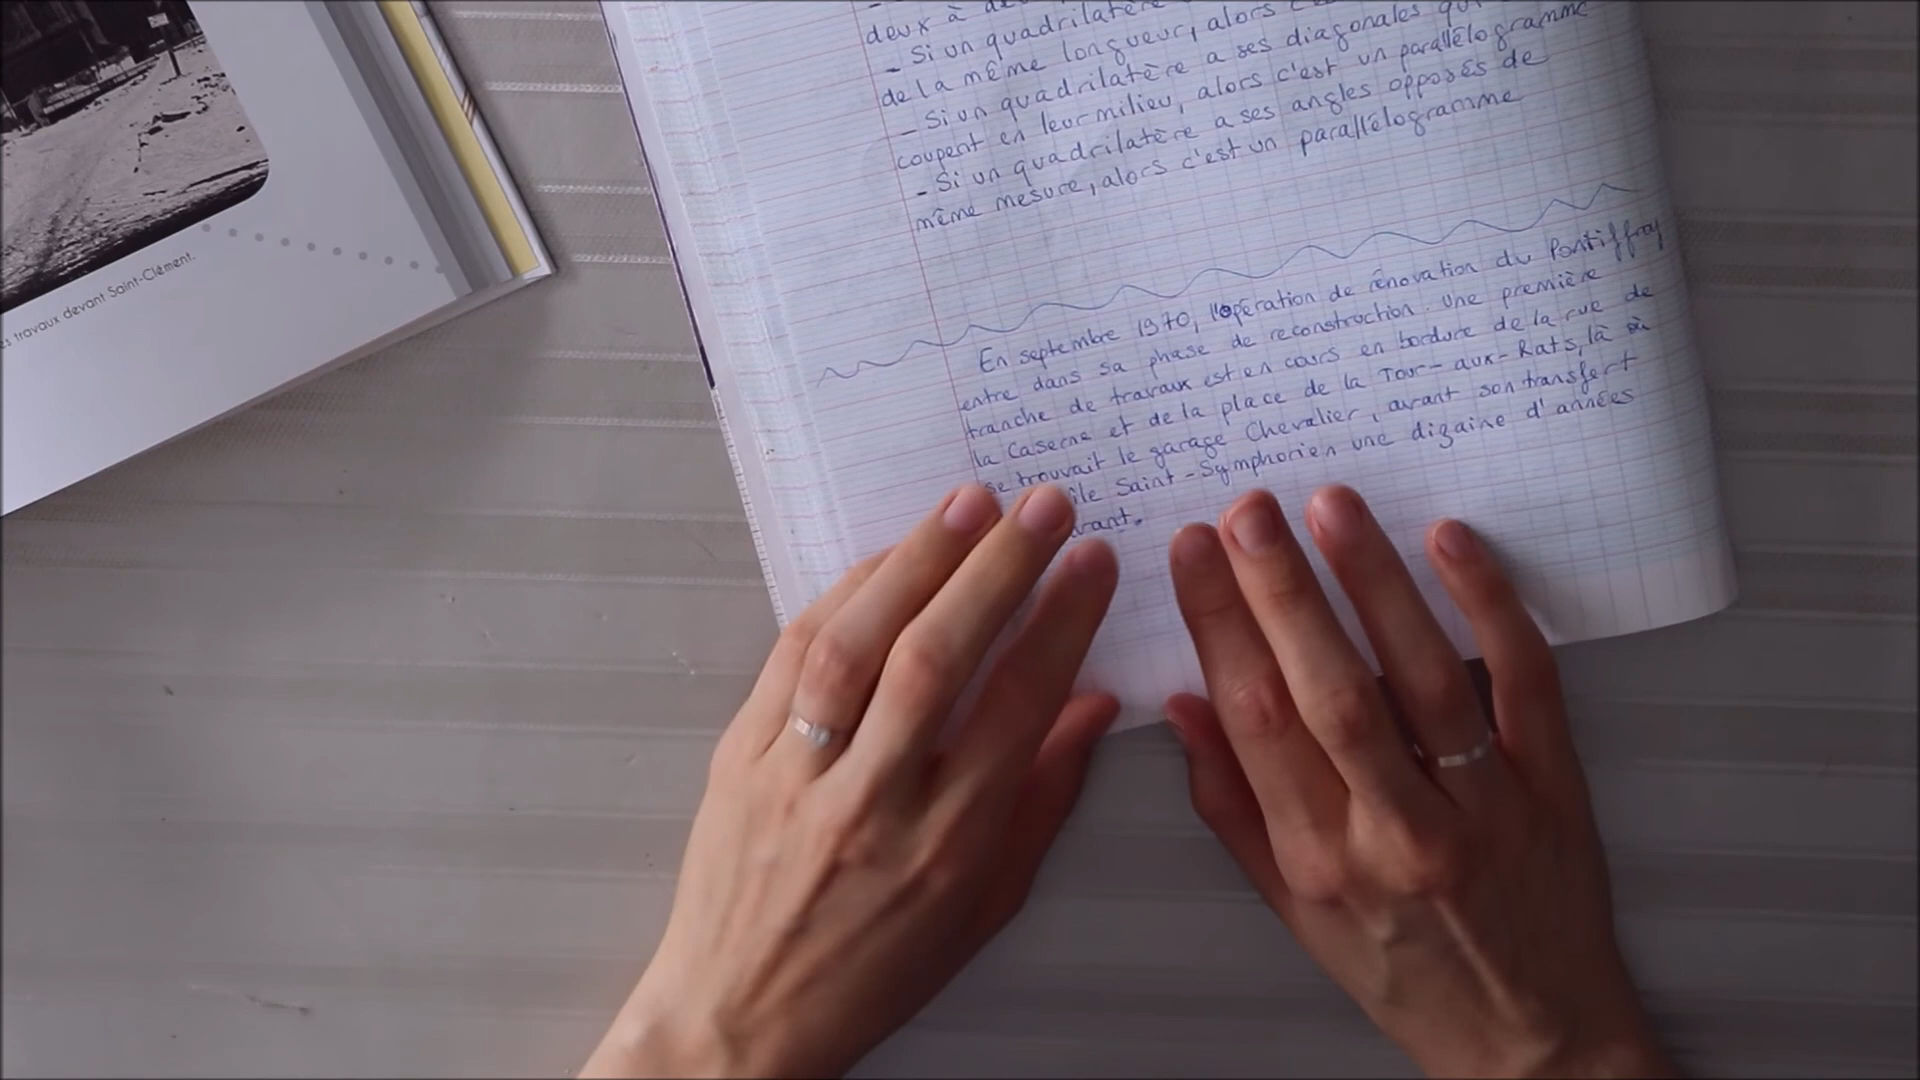 deux à
- Si un quadrilatère
de la même longueur, alors c'est
- Si un quadrilatère a ses diagonales qui
coupent en leur milieu, alors c'est un parallélogramme
- Si un quadrilatère a ses angles opposés de
même mesure, alors c'est un parallélogramme
En septembre 1970, l'opération de rénovation du Pontiffroy
entre dans sa phase de reconstruction. Une première
tranche de travaux est en cours en bordure de la rue de
la Caserne et de la place de la Tour-aux-Rats, là où
se trouvait le garage Chevalier, avant son transfert
île Saint-Symphorien une dizaine d'années
avant.
es travaux devant Saint-Clément.